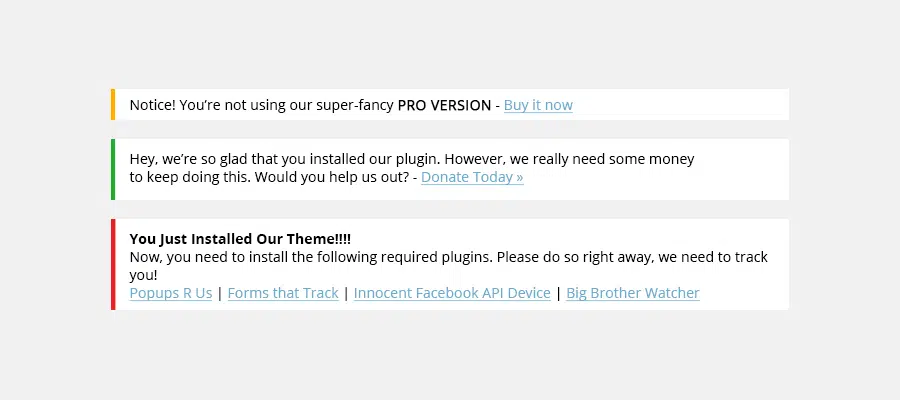 Notice! You’re not using our super-fancy PRO VERSION - Buy it now
Hey, we’re so glad that you installed our plugin. However, we really need some money
to keep doing this. Would you help us out? - Donate Today »
You Just Installed Our Theme!!!!
Now, you need to install the following required plugins. Please do so right away, we need to track
you!
Popups R Us | Forms that Track | Innocent Facebook API Device | Big Brother Watcher